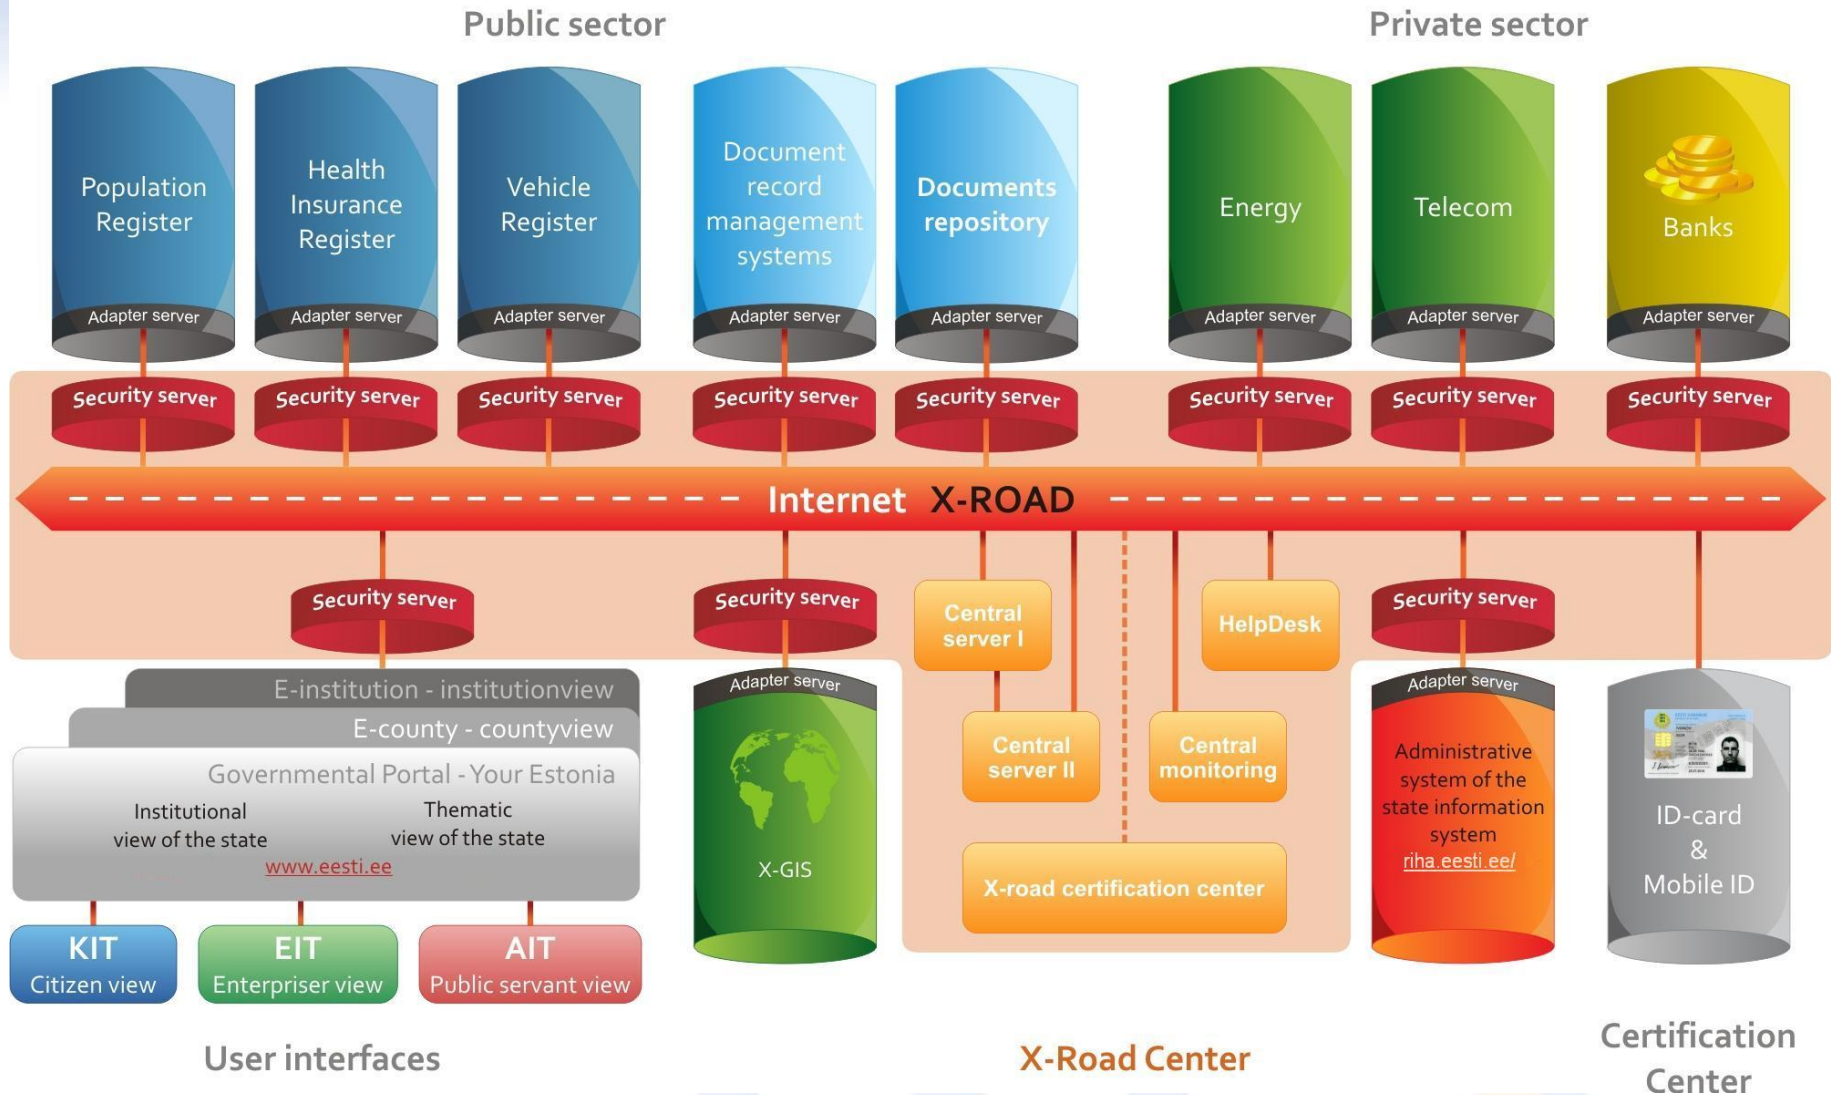 Public sector
Private sector
Population
Register
Health
Insurance
Register
Vehicle
Register
Document
record
management
systems
Documents
repository
Energy
Telecom
Banks
Adapter server
Adapter server
Adapter server
Adapter server
Adapter server
Adapter server
Adapter server
Adapter server
Security server
Security server
Security server
Security server
Security server
Security server
Security server
Security server
Internet X-ROAD
Security server
Security server
Central
server I
HelpDesk
Security server
E-institution - institutionview
E-county - countyview
Governmental Portal - Your Estonia
Institutional
view of the state
Thematic
view of the state
www.eesti.ee
KIT
Citizen view
EIT
Enterpriser view
AIT
Public servant view
Adapter server
X-GIS
Central
server II
Central
monitoring
X-road certification center
Adapter server
Administrative
system of the
state information
system
riha.eesti.ee/
ID-card
&
Mobile ID
User interfaces
X-Road Center
Certification
Center